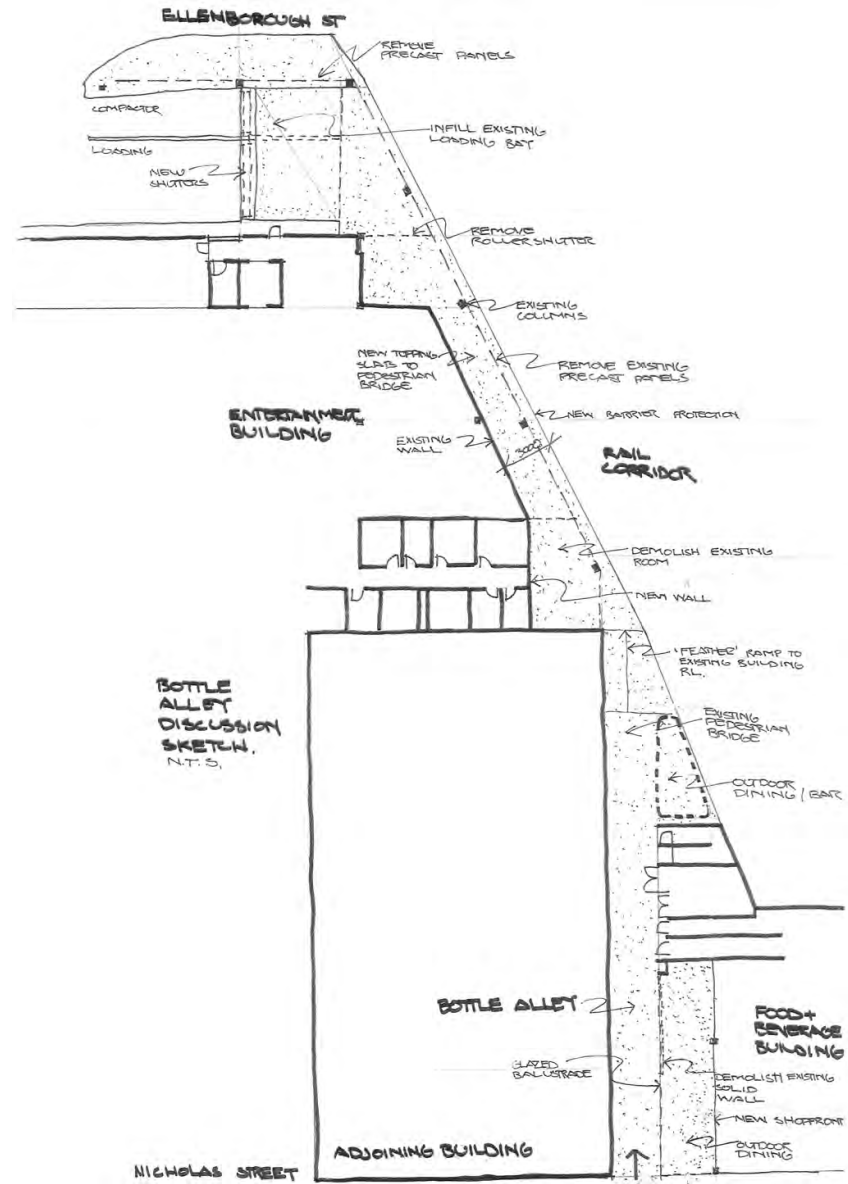 ELLENBOROUGH ST
REMOVE
PRECAST PANELS
COMPACTOR
INFILL EXISTING
LOADING BAY
LOADING
NEW
SHUTTERS
REMOVE
ROLLERSHUTTER
EXISTING
COLUMNS
NEW TOPPING
SLAB TO
PEDESTRIAN
BRIDGE
REMOVE EXISTING
PRECAST PANELS
ENTERTAINMENT
BUILDING
NEW BARRIER PROTECTION
EXISTING
WALL
3000
RAIL
CORRIDOR
DEMOLISH EXISTING
ROOM
NEW WALL
'FEATHER' RAMP TO
EXISTING BUILDING
RL.
BOTTLE
ALLEY
DISCUSSION
SKETCH.
N.T.S.
EXISTING
PEDESTRIAN
BRIDGE
OUTDOOR
DINING / BAR
BOTTLE ALLEY
FOOD +
BEVERAGE
BUILDING
GLAZED
BALUSTRADE
DEMOLISH EXISTING
SOLID
WALL
NEW SHOPFRONT
OUTDOOR
DINING
ADJOINING BUILDING
NICHOLAS STREET